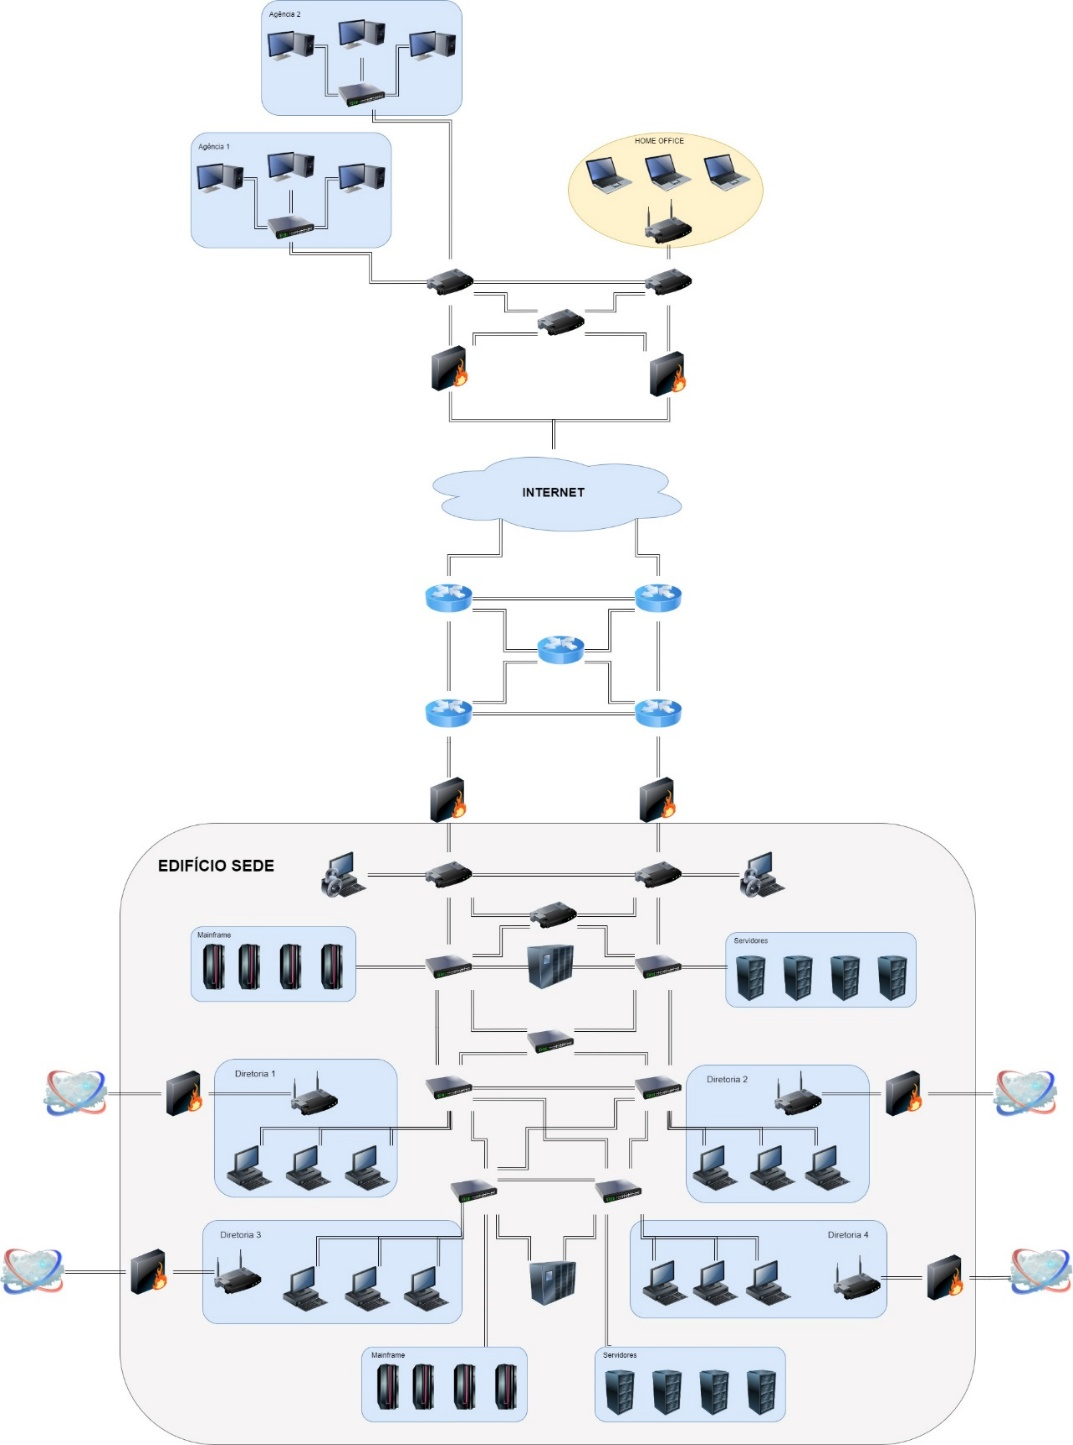 Agência 2
Agência 1
HOME OFFICE
INTERNET
EDIFÍCIO SEDE
Mainframe
Servidores
Diretoria 1
Diretoria 2
Diretoria 3
Diretoria 4
Mainframe
Servidores